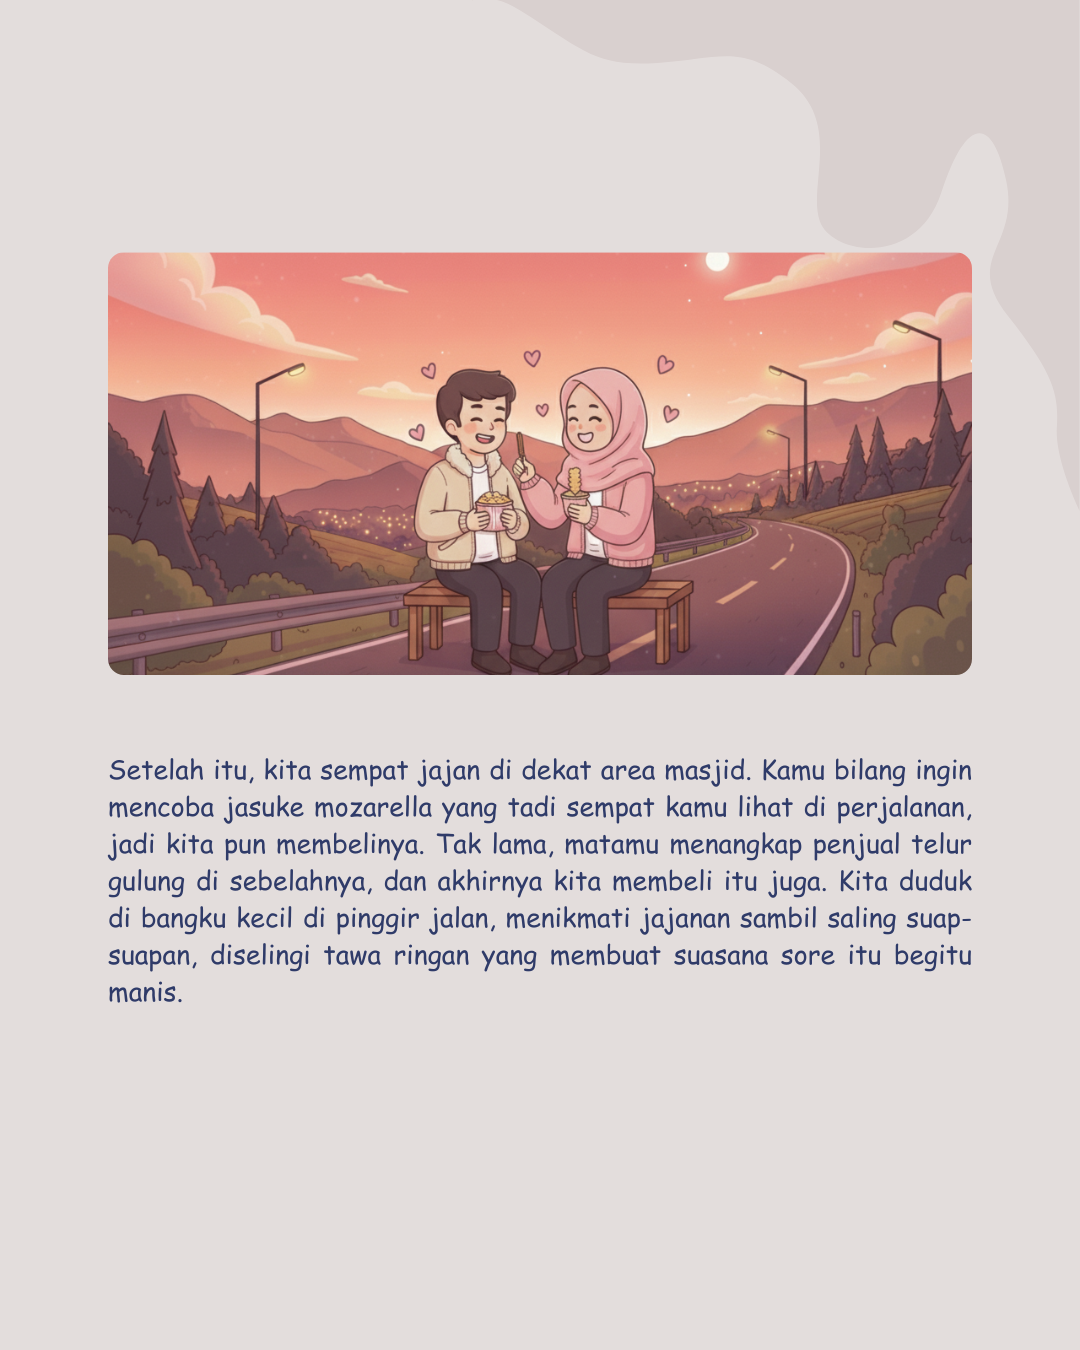 Setelah itu, kita sempat jajan di dekat area masjid. Kamu bilang ingin
mencoba jasuke mozarella yang tadi sempat kamu lihat di perjalanan,
jadi kita pun membelinya. Tak lama, matamu menangkap penjual telur
gulung di sebelahnya, dan akhirnya kita membeli itu juga. Kita duduk
di bangku kecil di pinggir jalan, menikmati jajanan sambil saling suap-
suapan, diselingi tawa ringan yang membuat suasana sore itu begitu
manis.